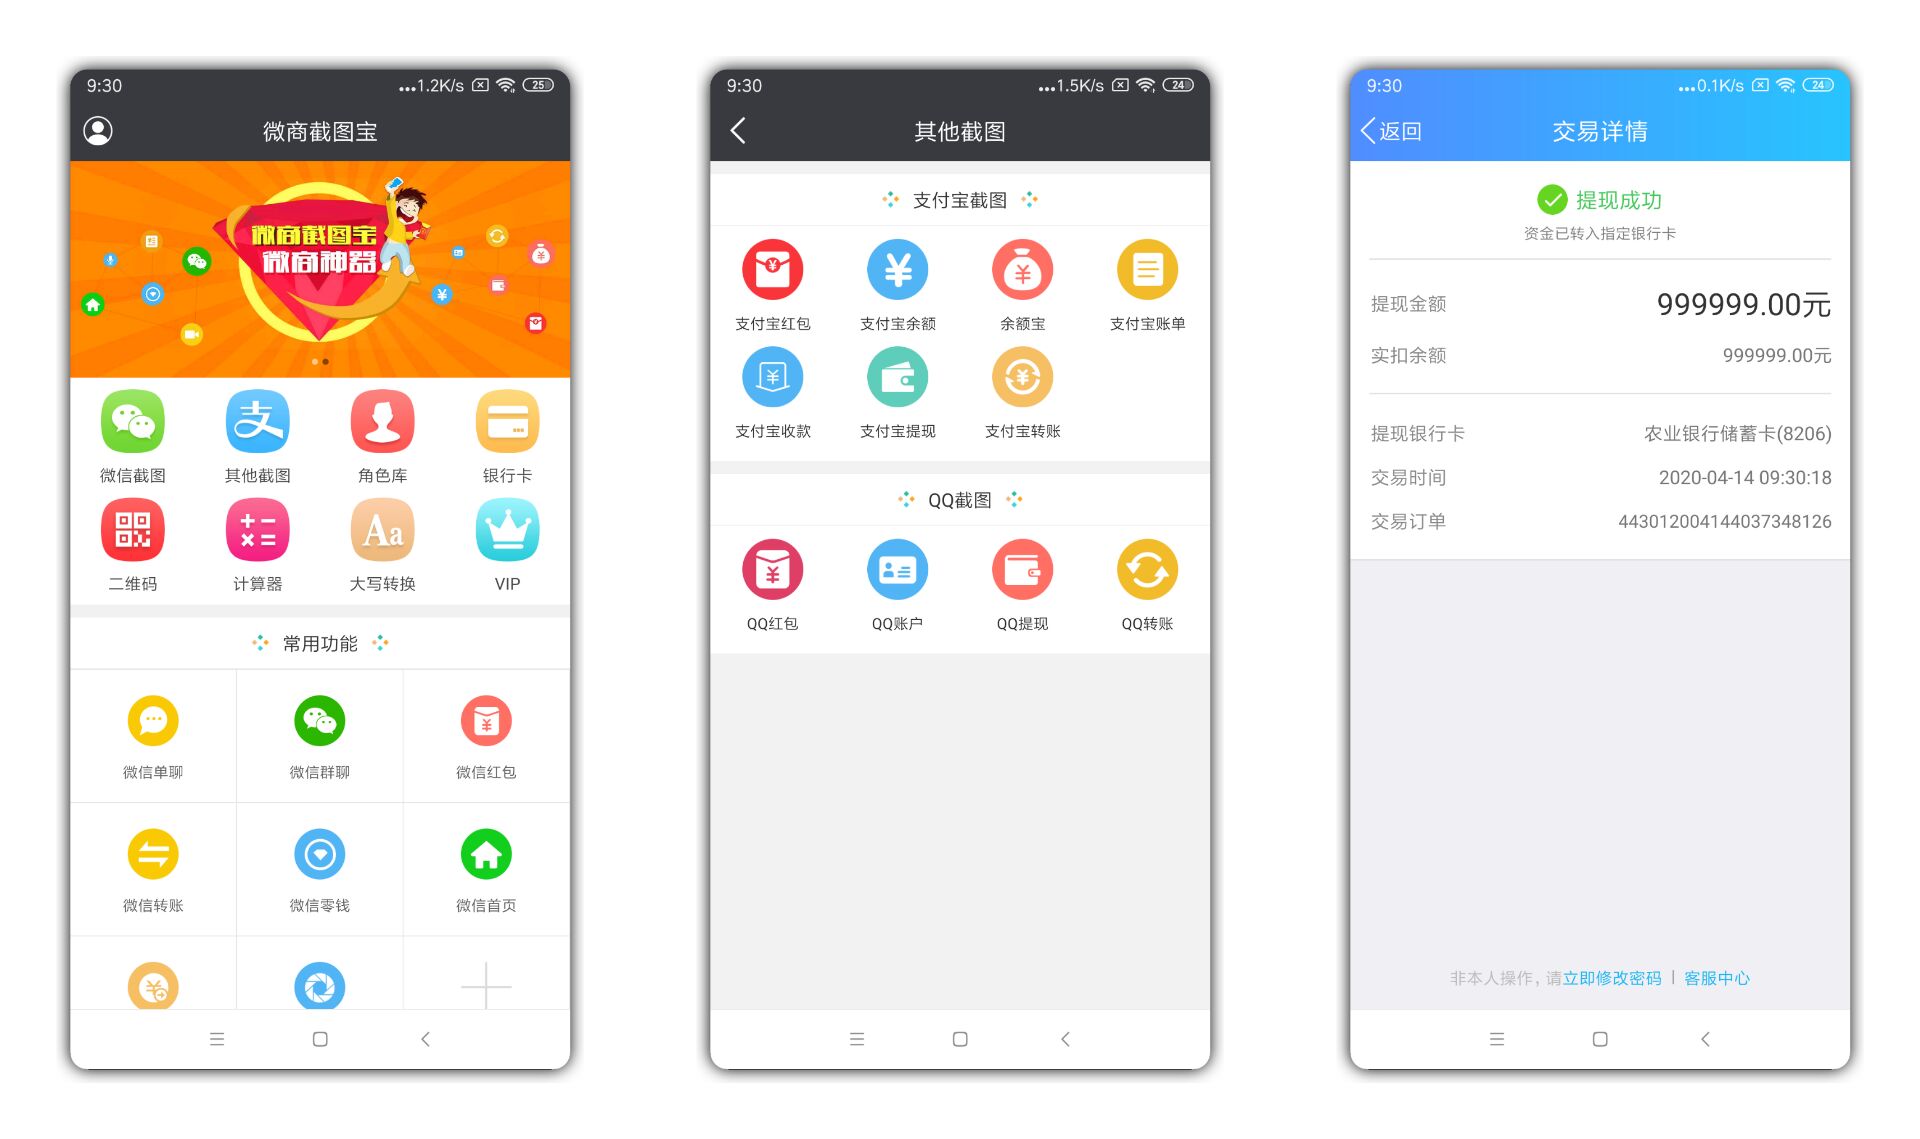 9:30
...1.2K/s
25
微商截图宝
微商截图宝
微商神器
微信截图 其他截图 角色库 银行卡
二维码 计算器 大写转换 VIP
常用功能
微信单聊 微信群聊 微信红包
微信转账 微信零钱 微信首页
9:30
...1.5K/s
24
其他截图
支付宝截图
支付宝红包 支付宝余额 余额宝 支付宝账单
支付宝收款 支付宝提现 支付宝转账
QQ截图
QQ红包 QQ账户 QQ提现 QQ转账
9:30
...0.1K/s
24
返回 交易详情
提现成功
资金已转入指定银行卡
提现金额 999999.00元
实扣余额 999999.00元
提现银行卡 农业银行储蓄卡(8206)
交易时间 2020-04-14 09:30:18
交易订单 443012004144037348126
非本人操作, 请立即修改密码 | 客服中心